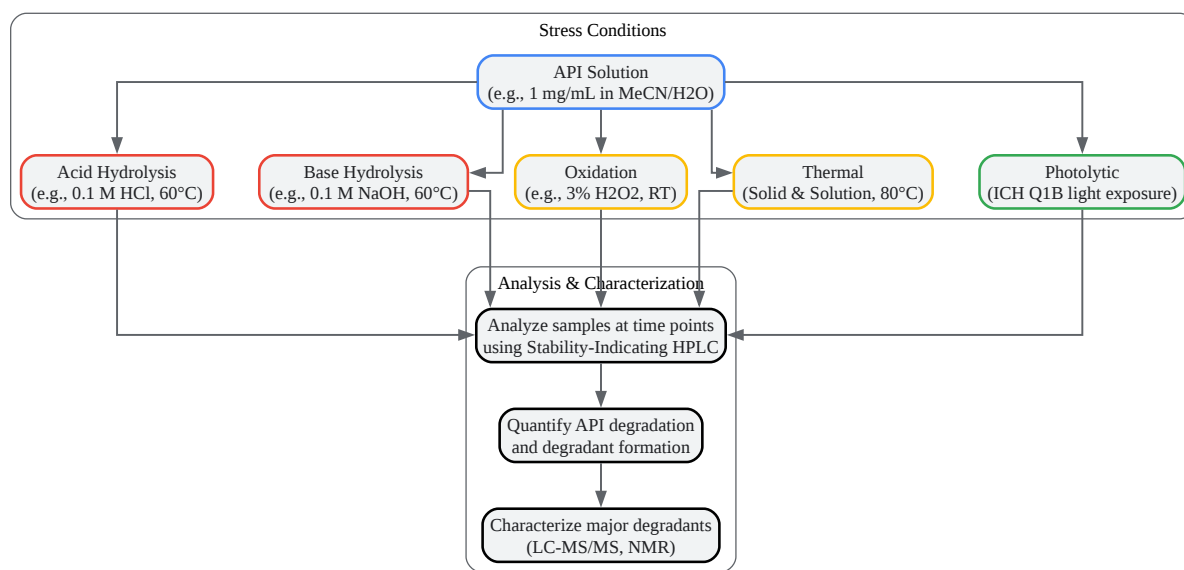 Stress Conditions
API Solution
(e.g., 1 mg/mL in MeCN/H2O)
Acid Hydrolysis
(e.g., 0.1 M HCl, 60°C)
Base Hydrolysis
(e.g., 0.1 M NaOH, 60°C)
Oxidation
(e.g., 3% H2O2, RT)
Thermal
(Solid & Solution, 80°C)
Photolytic
(ICH Q1B light exposure)
Analysis & Characterization
Analyze samples at time points
using Stability-Indicating HPLC
Quantify API degradation
and degradant formation
Characterize major degradants
(LC-MS/MS, NMR)